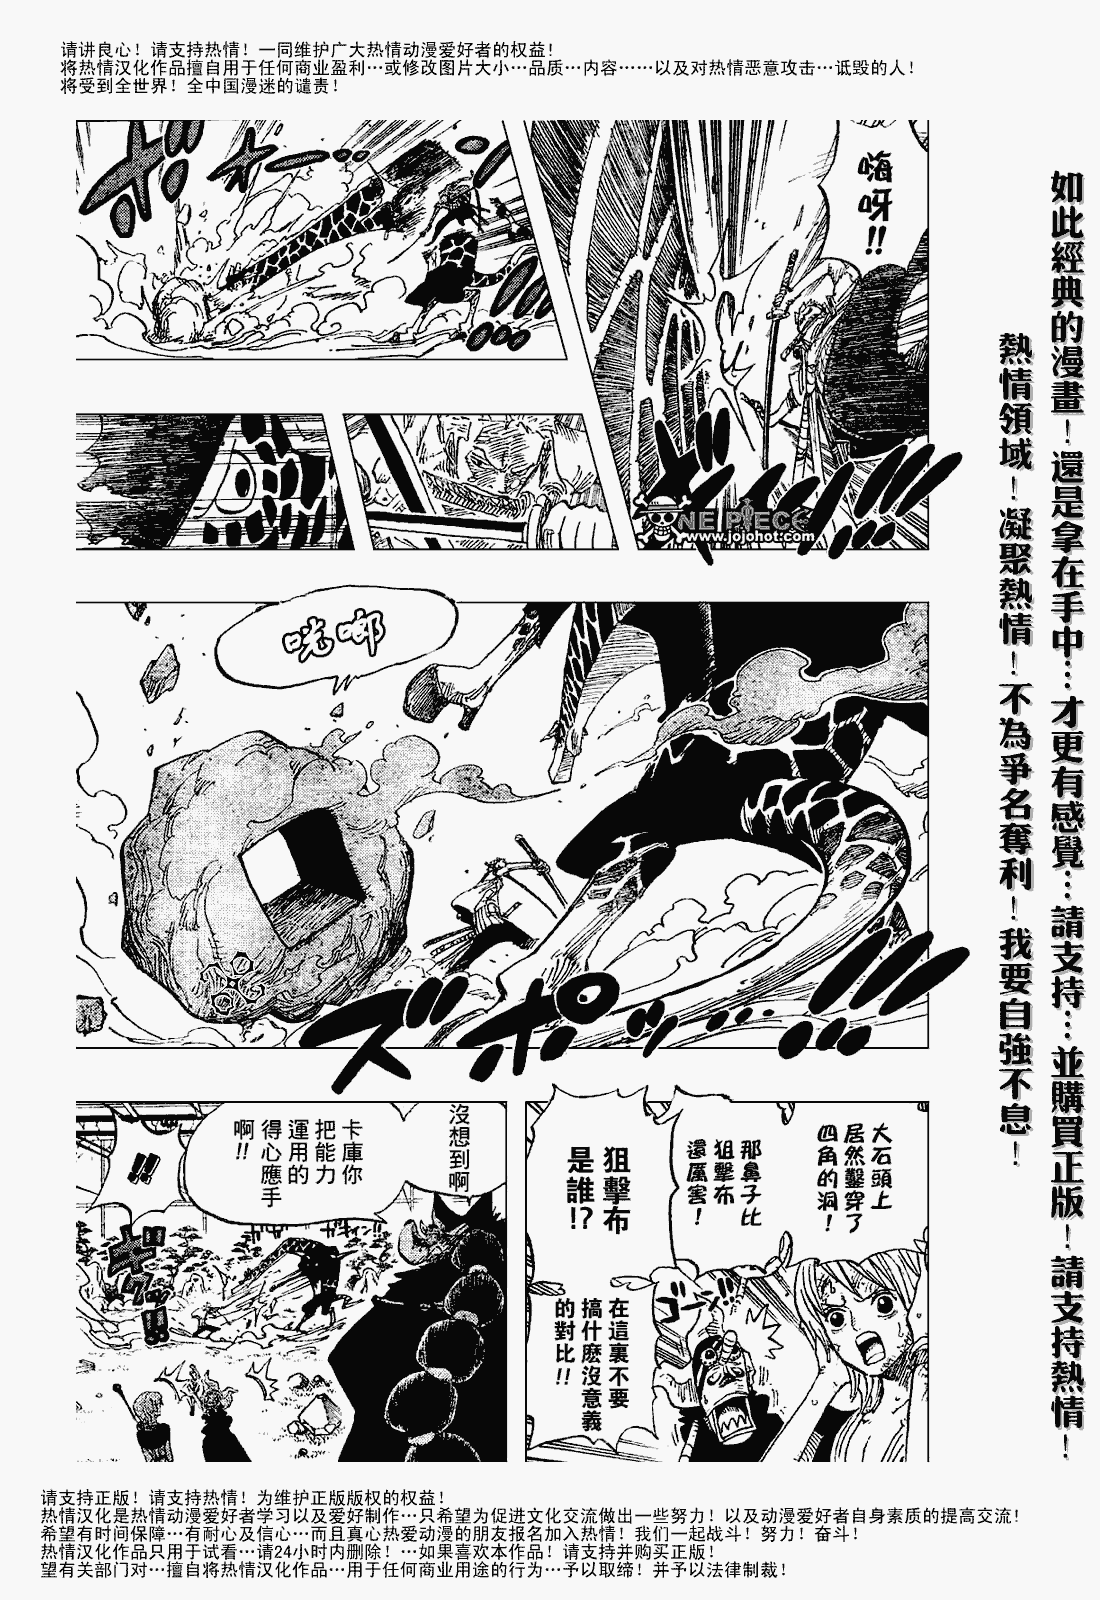 请讲良心！请支持热情！一同维护广大热情动漫爱好者的权益！
将热情汉化作品擅自用于任何商业盈利…或修改图片大小…品质…内容……以及对热情恶意攻击…诋毁的人！
将受到全世界！全中国漫迷的谴责！
如此經典的漫畫！還是拿在手中…才更有感覺…請支持…並購買正版！請支持熱情！
熱情領域！凝聚熱情！不為爭名奪利！我要自強不息！
嗨呀!!
ONE PIECE
www.jojohot.com
咣啷
ズポ
大石頭上
居然鑿穿了
四角的洞！
那鼻子比
狙擊布
還厲害！
狙擊布
是誰!?
在這裏不要
搞什麽沒意義
的對比!!
沒想到啊
卡庫你
把能力
運用的
得心應手
啊!!
!!
请支持正版！请支持热情！为维护正版版权的权益！
热情汉化是热情动漫爱好者学习以及爱好制作…只希望为促进文化交流做出一些努力！以及动漫爱好者自身素质的提高交流！
希望有时间保障…有耐心及信心…而且真心热爱动漫的朋友报名加入热情！我们一起战斗！努力！奋斗！
热情汉化作品只用于试看…请24小时内删除！…如果喜欢本作品！请支持并购买正版！
望有关部门对…擅自将热情汉化作品…用于任何商业用途的行为…予以取缔！并予以法律制裁！